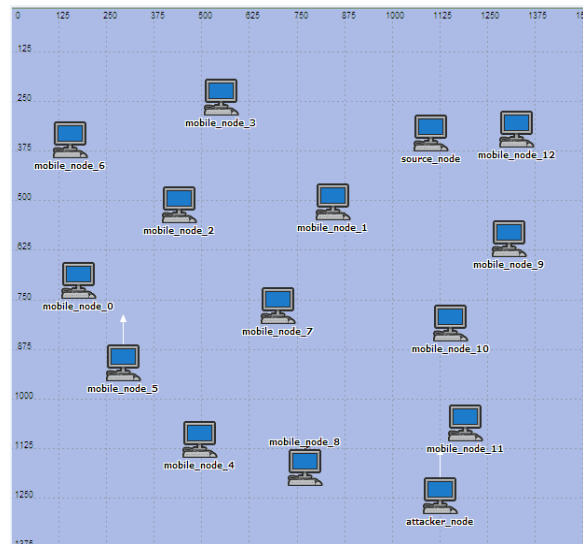 0 125 250 375 500 625 750 875 1000 1125 1250 1375
125
250
mobile_node_3
375
mobile_node_6
source_node
mobile_node_12
500
mobile_node_2
mobile_node_1
625
mobile_node_9
750
mobile_node_0
mobile_node_7
mobile_node_10
875
mobile_node_5
1000
mobile_node_8
1125
mobile_node_11
mobile_node_4
1250
attacker_node
1375